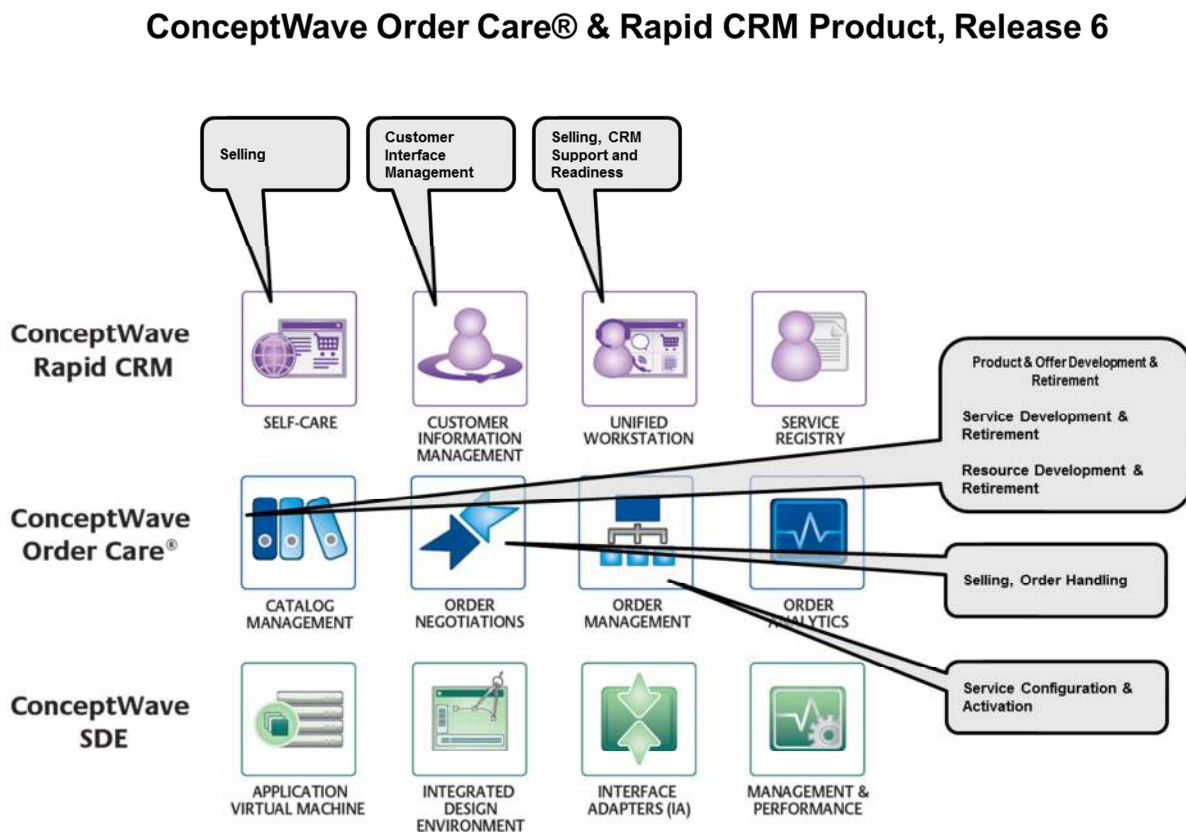 ConceptWave Order Care® & Rapid CRM Product, Release 6
Selling
Customer
Interface
Management
Selling, CRM
Support and
Readiness
ConceptWave
Rapid CRM
SELF-CARE
CUSTOMER
INFORMATION
MANAGEMENT
UNIFIED
WORKSTATION
SERVICE
REGISTRY
Product & Offer Development &
Retirement
Service Development &
Retirement
Resource Development &
Retirement
ConceptWave
Order Care®
CATALOG
MANAGEMENT
ORDER
NEGOTIATIONS
ORDER
MANAGEMENT
ORDER
ANALYTICS
Selling, Order Handling
Service Configuration &
Activation
ConceptWave
SDE
APPLICATION
VIRTUAL MACHINE
INTEGRATED
DESIGN
ENVIRONMENT
INTERFACE
ADAPTERS (IA)
MANAGEMENT &
PERFORMANCE